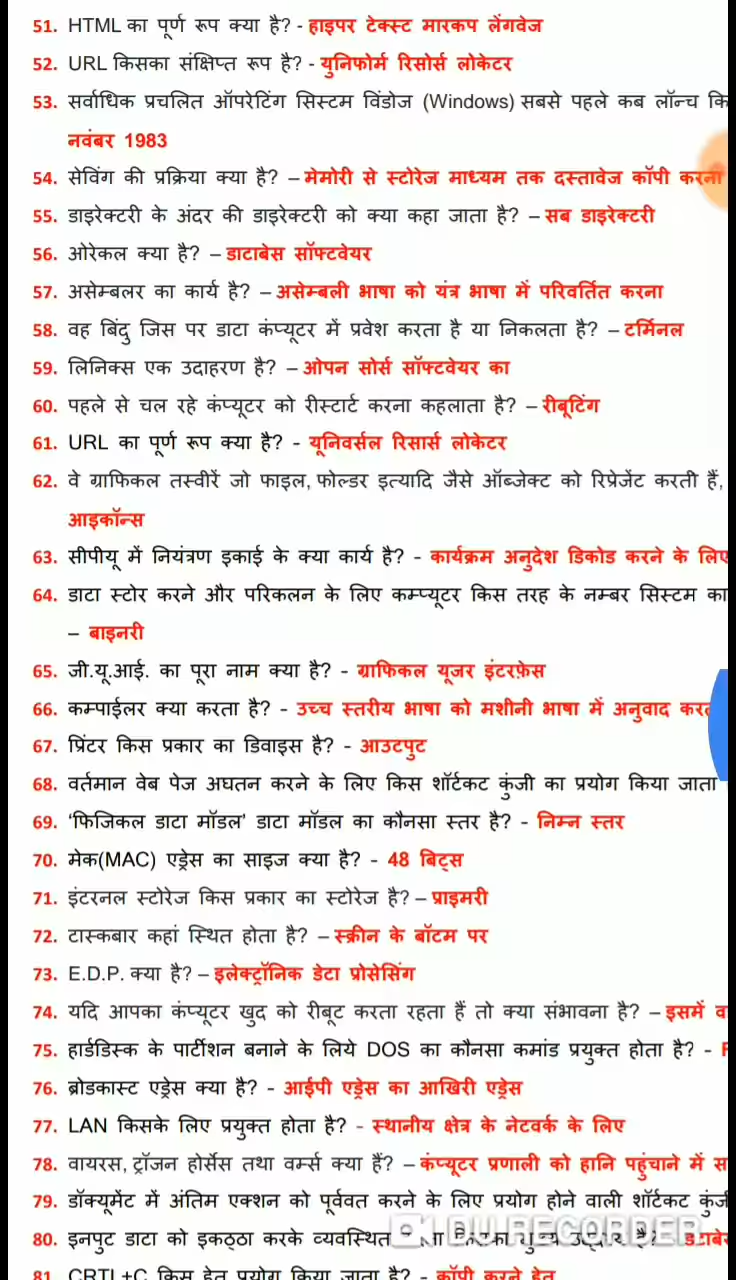 51. HTML का पूर्ण रूप क्या है? - हाइपर टेक्स्ट मारकप लेंगवेज
52. URL किसका संक्षिप्त रूप है? - युनिफोर्म रिसोर्स लोकेटर
53. सर्वाधिक प्रचलित ऑपरेटिंग सिस्टम विंडोज (Windows) सबसे पहले कब लॉन्च कि
नवंबर 1983
54. सेविंग की प्रक्रिया क्या है? – मेमोरी से स्टोरेज माध्यम तक दस्तावेज कॉपी करना
55. डाइरेक्टरी के अंदर की डाइरेक्टरी को क्या कहा जाता है? – सब डाइरेक्टरी
56. ओरेकल क्या है? – डाटाबेस सॉफ्टवेयर
57. असेम्बलर का कार्य है? – असेम्बली भाषा को यंत्र भाषा में परिवर्तित करना
58. वह बिंदु जिस पर डाटा कंप्यूटर में प्रवेश करता है या निकलता है? – टर्मिनल
59. लिनिक्स एक उदाहरण है? – ओपन सोर्स सॉफ्टवेयर का
60. पहले से चल रहे कंप्यूटर को रीस्टार्ट करना कहलाता है? – रीबूटिंग
61. URL का पूर्ण रूप क्या है? - यूनिवर्सल रिसार्स लोकेटर
62. वे ग्राफिकल तस्वीरें जो फाइल, फोल्डर इत्यादि जैसे ऑब्जेक्ट को रिप्रेजेंट करती हैं,
आइकॉन्स
63. सीपीयू में नियंत्रण इकाई के क्या कार्य है? - कार्यक्रम अनुदेश डिकोड करने के लिए
64. डाटा स्टोर करने और परिकलन के लिए कम्प्यूटर किस तरह के नम्बर सिस्टम का
– बाइनरी
65. जी.यू.आई. का पूरा नाम क्या है? - ग्राफिकल यूजर इंटरफ़ेस
66. कम्पाईलर क्या करता है? - उच्च स्तरीय भाषा को मशीनी भाषा में अनुवाद
67. प्रिंटर किस प्रकार का डिवाइस है? - आउटपुट
68. वर्तमान वेब पेज अघतन करने के लिए किस शॉर्टकट कुंजी का प्रयोग किया जाता
69. ‘फिजिकल डाटा मॉडल’ डाटा मॉडल का कौनसा स्तर है? - निम्न स्तर
70. मेक(MAC) एड्रेस का साइज क्या है? - 48 बिट्स
71. इंटरनल स्टोरेज किस प्रकार का स्टोरेज है? – प्राइमरी
72. टास्कबार कहां स्थित होता है? – स्क्रीन के बॉटम पर
73. E.D.P. क्या है? – इलेक्ट्रॉनिक डेटा प्रोसेसिंग
74. यदि आपका कंप्यूटर खुद को रीबूट करता रहता हैं तो क्या संभावना है? – इसमें
75. हार्डडिस्क के पार्टीशन बनाने के लिये DOS का कौनसा कमांड प्रयुक्त होता है? -
76. ब्रोडकास्ट एड्रेस क्या है? - आईपी एड्रेस का आखिरी एड्रेस
77. LAN किसके लिए प्रयुक्त होता है? - स्थानीय क्षेत्र के नेटवर्क के लिए
78. वायरस, ट्रॉजन होर्सेस तथा वर्म्स क्या हैं? – कंप्यूटर प्रणाली को हानि पहुंचाने में
79. डॉक्यूमेंट में अंतिम एक्शन को पूर्ववत करने के लिए प्रयोग होने वाली शॉर्टकट
80. इनपुट डाटा को इकठ्ठा करके व्यवस्थित
DU RECORDER
81. CRTL+C किस हेतु प्रयोग किया जाता है? - कॉपी करने हेतु